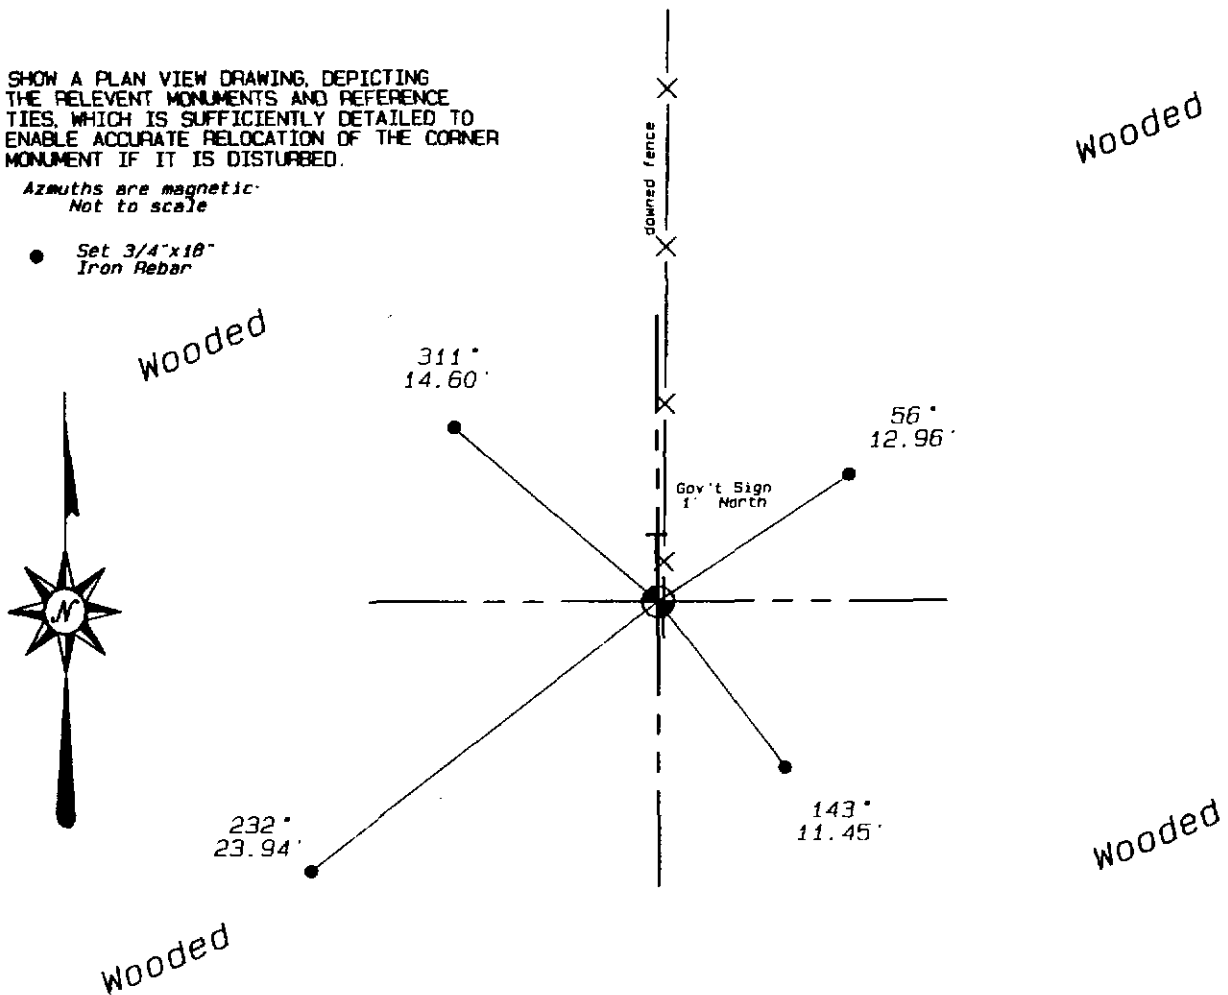 SHOW A PLAN VIEW DRAWING, DEPICTING
THE RELEVENT MONUMENTS AND REFERENCE
TIES, WHICH IS SUFFICIENTLY DETAILED TO
ENABLE ACCURATE RELOCATION OF THE CORNER
MONUMENT IF IT IS DISTURBED.
Azmuths are magnetic
Not to scale
Set 3/4"x18"
Iron Rebar
downed fence
Wooded
Wooded
311°
14.60'
56°
12.96'
Gov't Sign
1' North
N
232°
23.94'
143°
11.45'
Wooded
Wooded